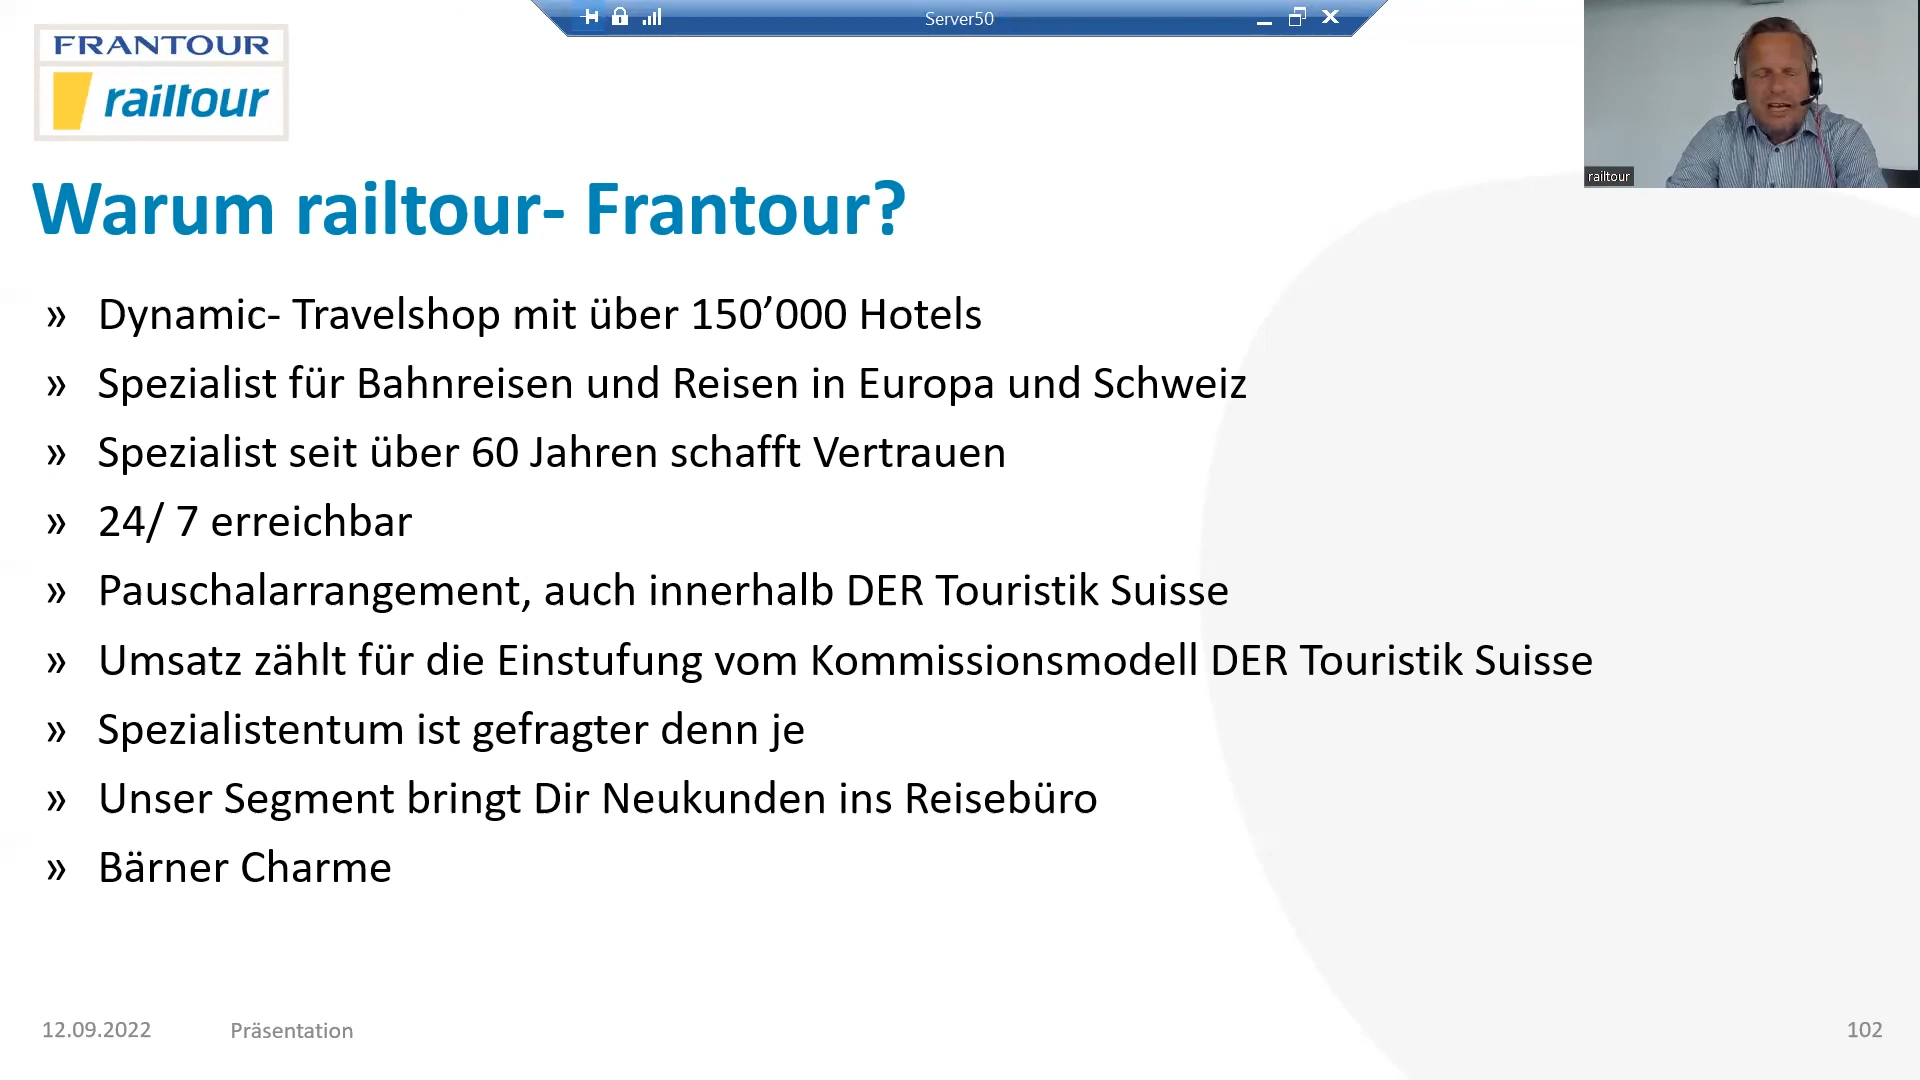 Server50
FRANTOUR
railtour
railtour
Warum railtour- Frantour?
» Dynamic- Travelshop mit über 150’000 Hotels
» Spezialist für Bahnreisen und Reisen in Europa und Schweiz
» Spezialist seit über 60 Jahren schafft Vertrauen
» 24/ 7 erreichbar
» Pauschalarrangement, auch innerhalb DER Touristik Suisse
» Umsatz zählt für die Einstufung vom Kommissionsmodell DER Touristik Suisse
» Spezialistentum ist gefragter denn je
» Unser Segment bringt Dir Neukunden ins Reisebüro
» Bärner Charme
12.09.2022 Präsentation 102